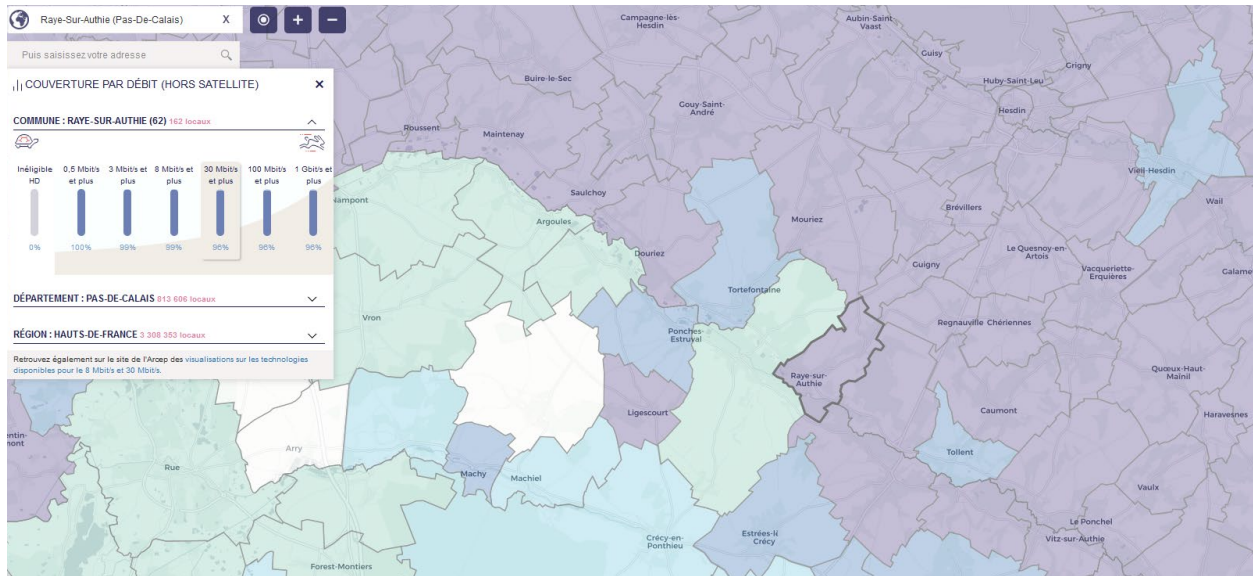 Raye-Sur-Authie (Pas-De-Calais) X + −
Puis saisissez votre adresse
COUVERTURE PAR DÉBIT (HORS SATELLITE) ×
COMMUNE : RAYE-SUR-AUTHIE (62) 162 locaux
Inéligible HD
0,5 Mbit/s et plus
3 Mbit/s et plus
8 Mbit/s et plus
30 Mbit/s et plus
100 Mbit/s et plus
1 Gbit/s et plus
0% 100% 99% 99% 96% 96% 96%
DÉPARTEMENT : PAS-DE-CALAIS 813 606 locaux
RÉGION : HAUTS-DE-FRANCE 3 308 353 locaux
Retrouvez également sur le site de l'Arcep des visualisations sur les technologies
disponibles pour le 8 Mbit/s et 30 Mbit/s.
Campagne-lès-
Hesdin
Aubin-Saint
Vaast
Guisy
Grigny
Buire-le-Sec
Huby-Saint-Leu
Gouy-Saint-
André
Hesdin
Roussent
Maintenay
Vieil-Hesdin
Saulchoy
Nampont
Wail
Brévillers
Argoules
Mouriez
Douriez
Le Quesnoy-en-
Artois
Guigny
Vacqueriette-
Erquières
Galame
Tortefontaine
Vron
Regnauville
Chériennes
Ponches-
Estruval
Raye-sur-
Authie
Quœux-Haut-
Maïnil
Ligescourt
Caumont
Haravesnes
entin-
mont
Arry
Tollent
Rue
Machy
Machiel
Vaulx
Le Ponchel
Estrées-lè
Crécy
Vitz-sur-Authie
Crécy-en-
Ponthieu
Forest-Montiers